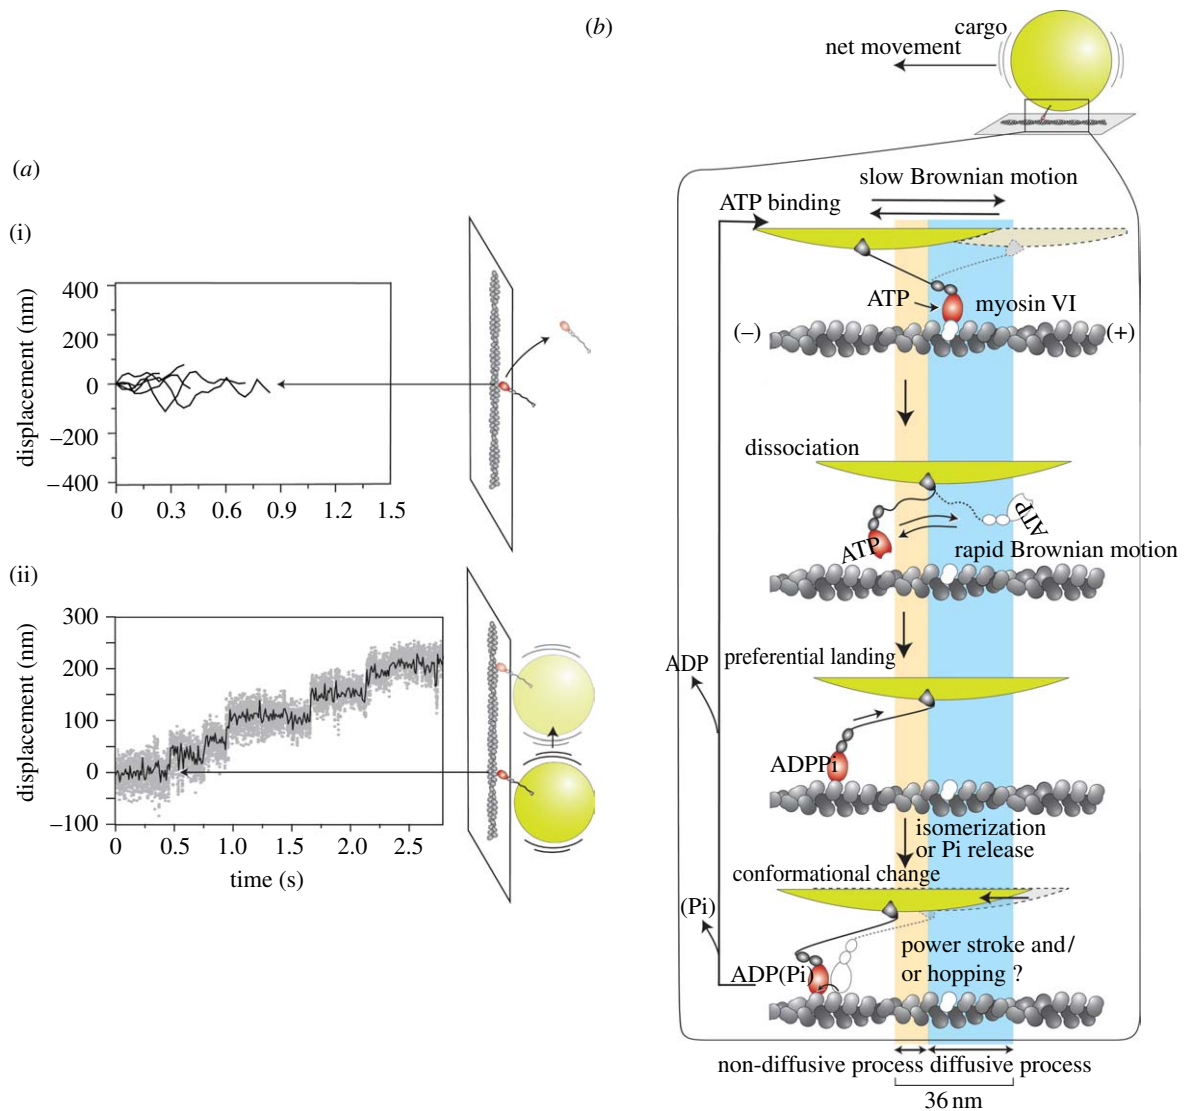 (a)
(i)
displacement (nm)
400
200
0
−200
−400
0 0.3 0.6 0.9 1.2 1.5
(ii)
displacement (nm)
300
200
100
0
−100
0 0.5 1.0 1.5 2.0 2.5
time (s)
(b)
cargo
net movement
slow Brownian motion
ATP binding
ATP
myosin VI
(–) (+)
dissociation
ATP
ATP
rapid Brownian motion
ADP
preferential landing
ADPPi
isomerization
or Pi release
conformational change
(Pi)
power stroke and/
or hopping ?
ADP(Pi)
non-diffusive process diffusive process
36 nm